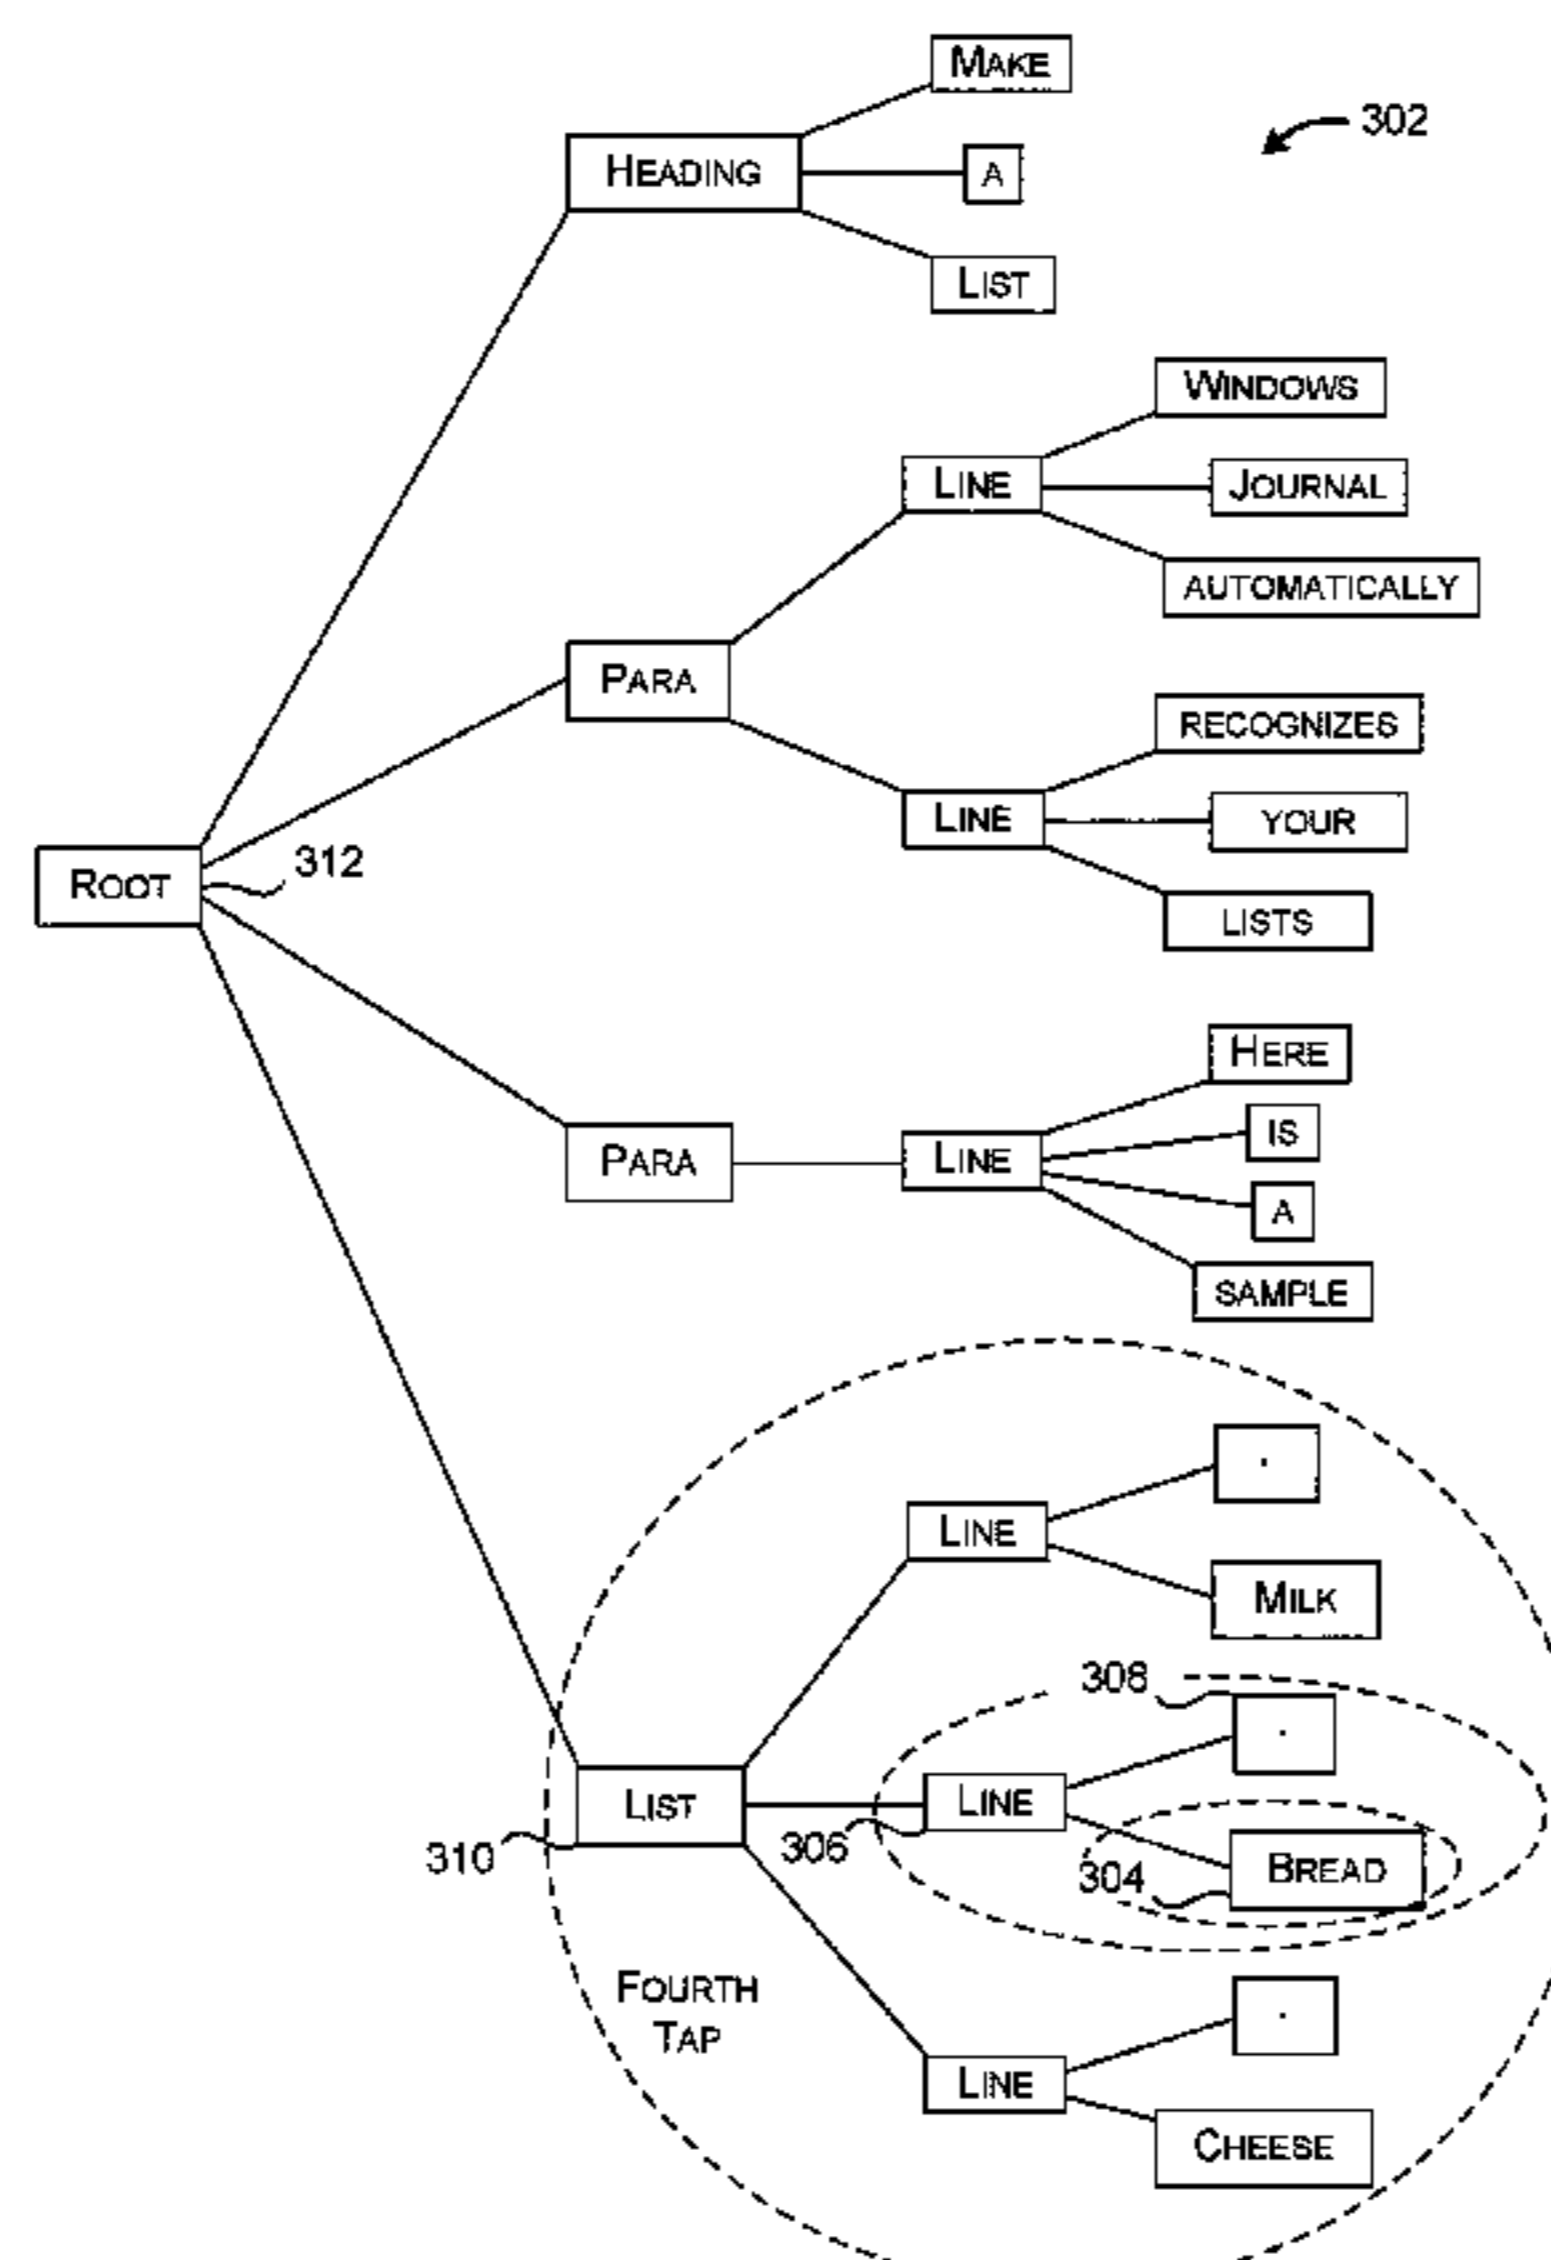 MAKE
302
HEADING
A
LIST
WINDOWS
LINE
JOURNAL
AUTOMATICALLY
PARA
RECOGNIZES
LINE
YOUR
312
ROOT
LISTS
HERE
IS
PARA
LINE
A
SAMPLE
·
LINE
MILK
308
·
LIST
LINE
306
310
BREAD
304
FOURTH
TAP
·
LINE
CHEESE